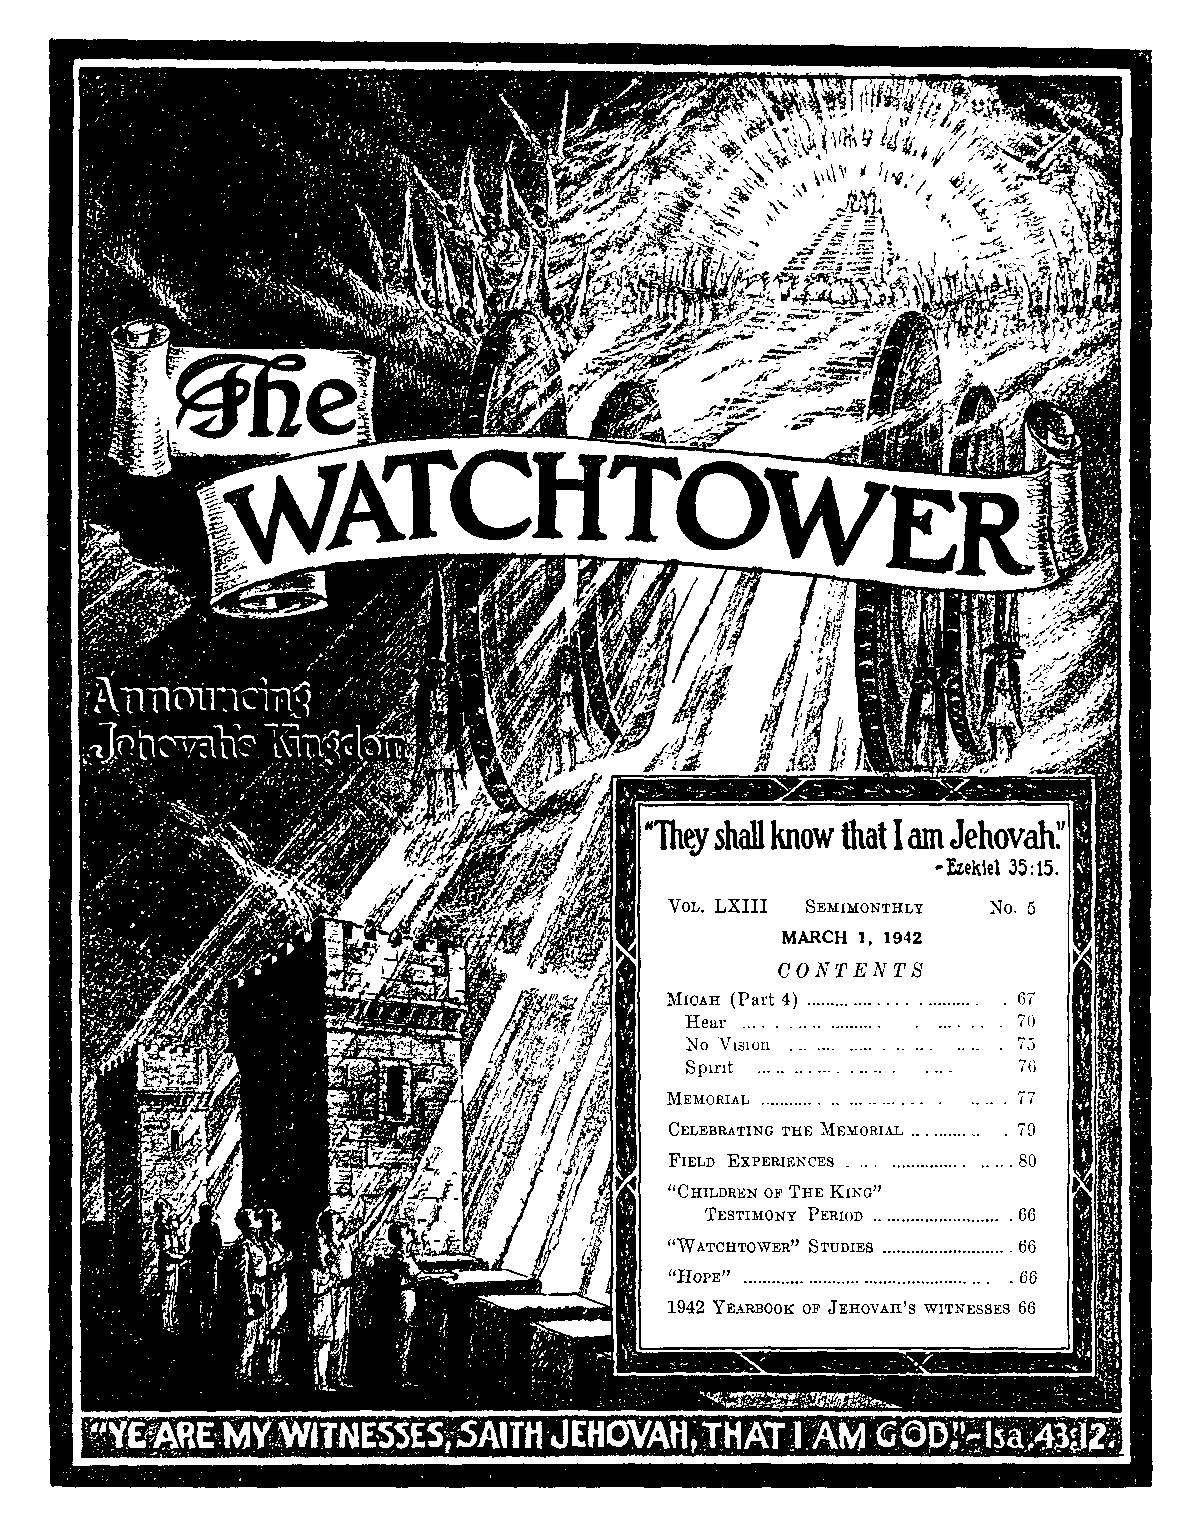 The
WATCHTOWER
Announcing
Jehovah's Kingdom
"They shall know that I am Jehovah."
- Ezekiel 35:15.
VOL. LXIII SEMIMONTHLY No. 5
MARCH 1, 1942
CONTENTS
MICAH (Part 4) .......... 67
Hear .......... 70
No Vision .......... 75
Spirit .......... 76
MEMORIAL .......... 77
CELEBRATING THE MEMORIAL .......... 79
FIELD EXPERIENCES .......... 80
"CHILDREN OF THE KING"
TESTIMONY PERIOD .......... 66
"WATCHTOWER" STUDIES .......... 66
"HOPE" .......... 66
1942 YEARBOOK OF JEHOVAH'S WITNESSES 66
"YE ARE MY WITNESSES, SAITH JEHOVAH, THAT I AM GOD."-Isa.43:12.